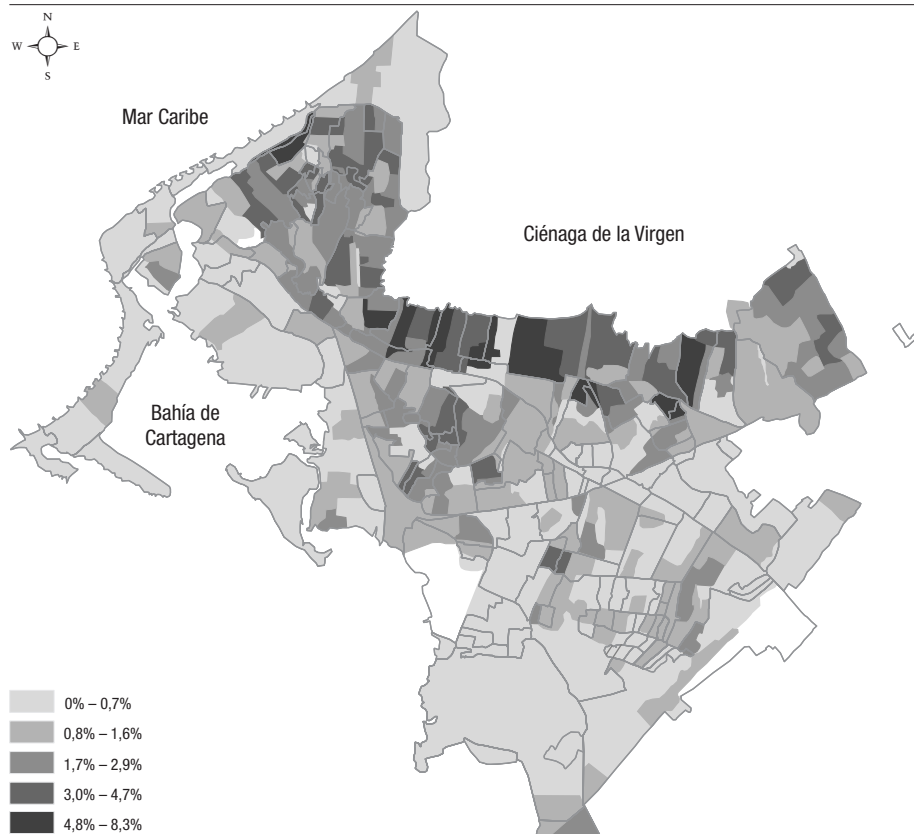 N
W E
S
Mar Caribe
Ciénaga de la Virgen
Bahía de
Cartagena
0% – 0,7%
0,8% – 1,6%
1,7% – 2,9%
3,0% – 4,7%
4,8% – 8,3%